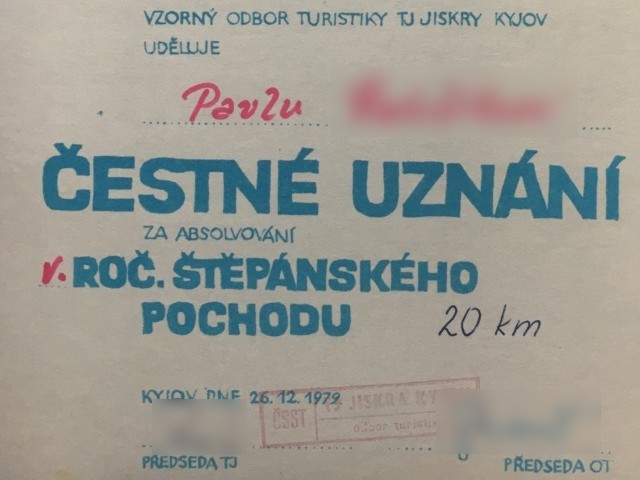 VZORNÝ ODBOR TURISTIKY TJ JISKRY KYJOV
UDĚLUJE
Pavlu
ČESTNÉ UZNÁNÍ
ZA ABSOLVOVÁNÍ
V. ROČ. ŠTĚPÁNSKÉHO
POCHODU 20 km
KYJOV DNE 26.12.1979
ČSST TJ JISKRA
odbor
PŘEDSEDA TJ PŘEDSEDA OT